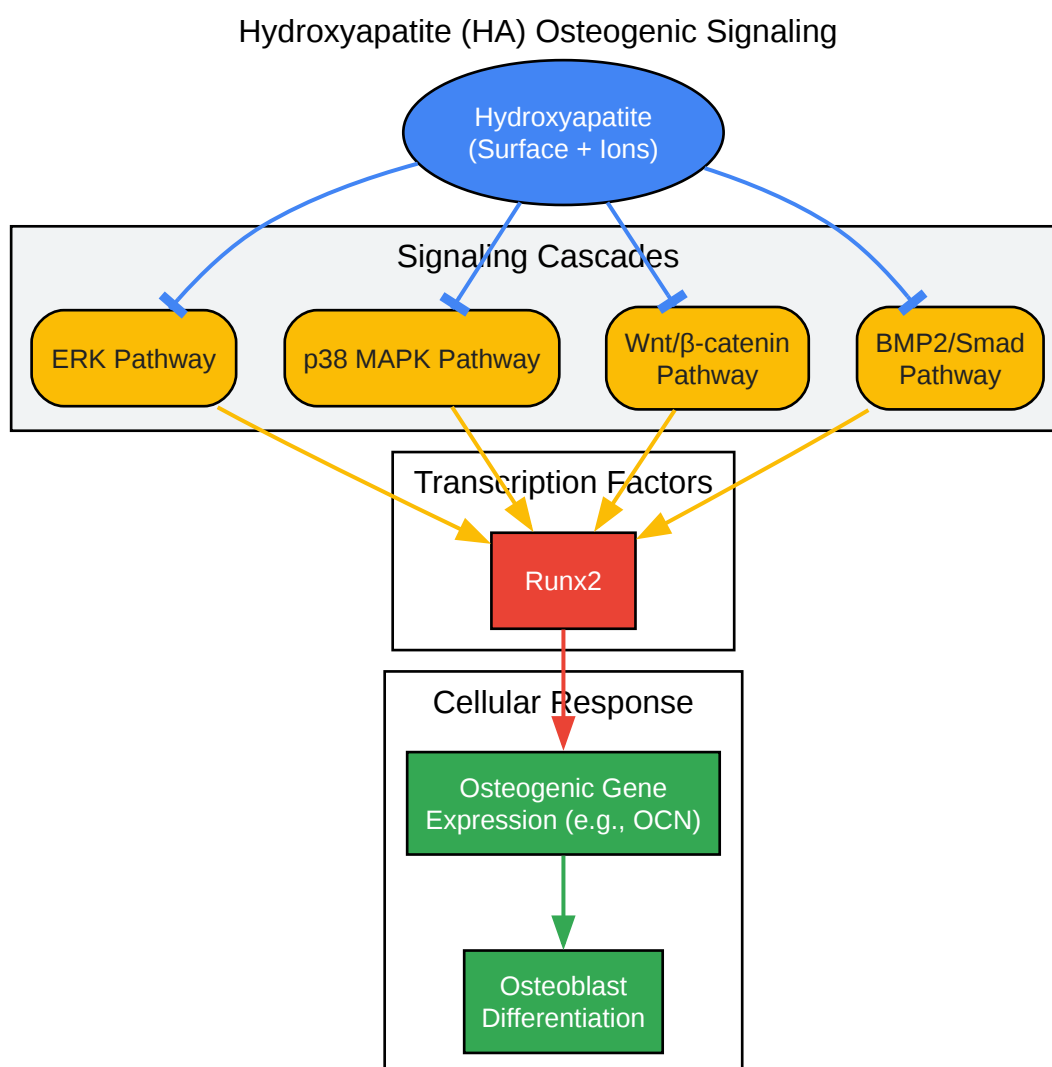 Hydroxyapatite (HA) Osteogenic Signaling
Hydroxyapatite
(Surface + Ions)
Signaling Cascades
ERK Pathway
p38 MAPK Pathway
Wnt/β-catenin
Pathway
BMP2/Smad
Pathway
Transcription Factors
Runx2
Cellular Response
Osteogenic Gene
Expression (e.g., OCN)
Osteoblast
Differentiation